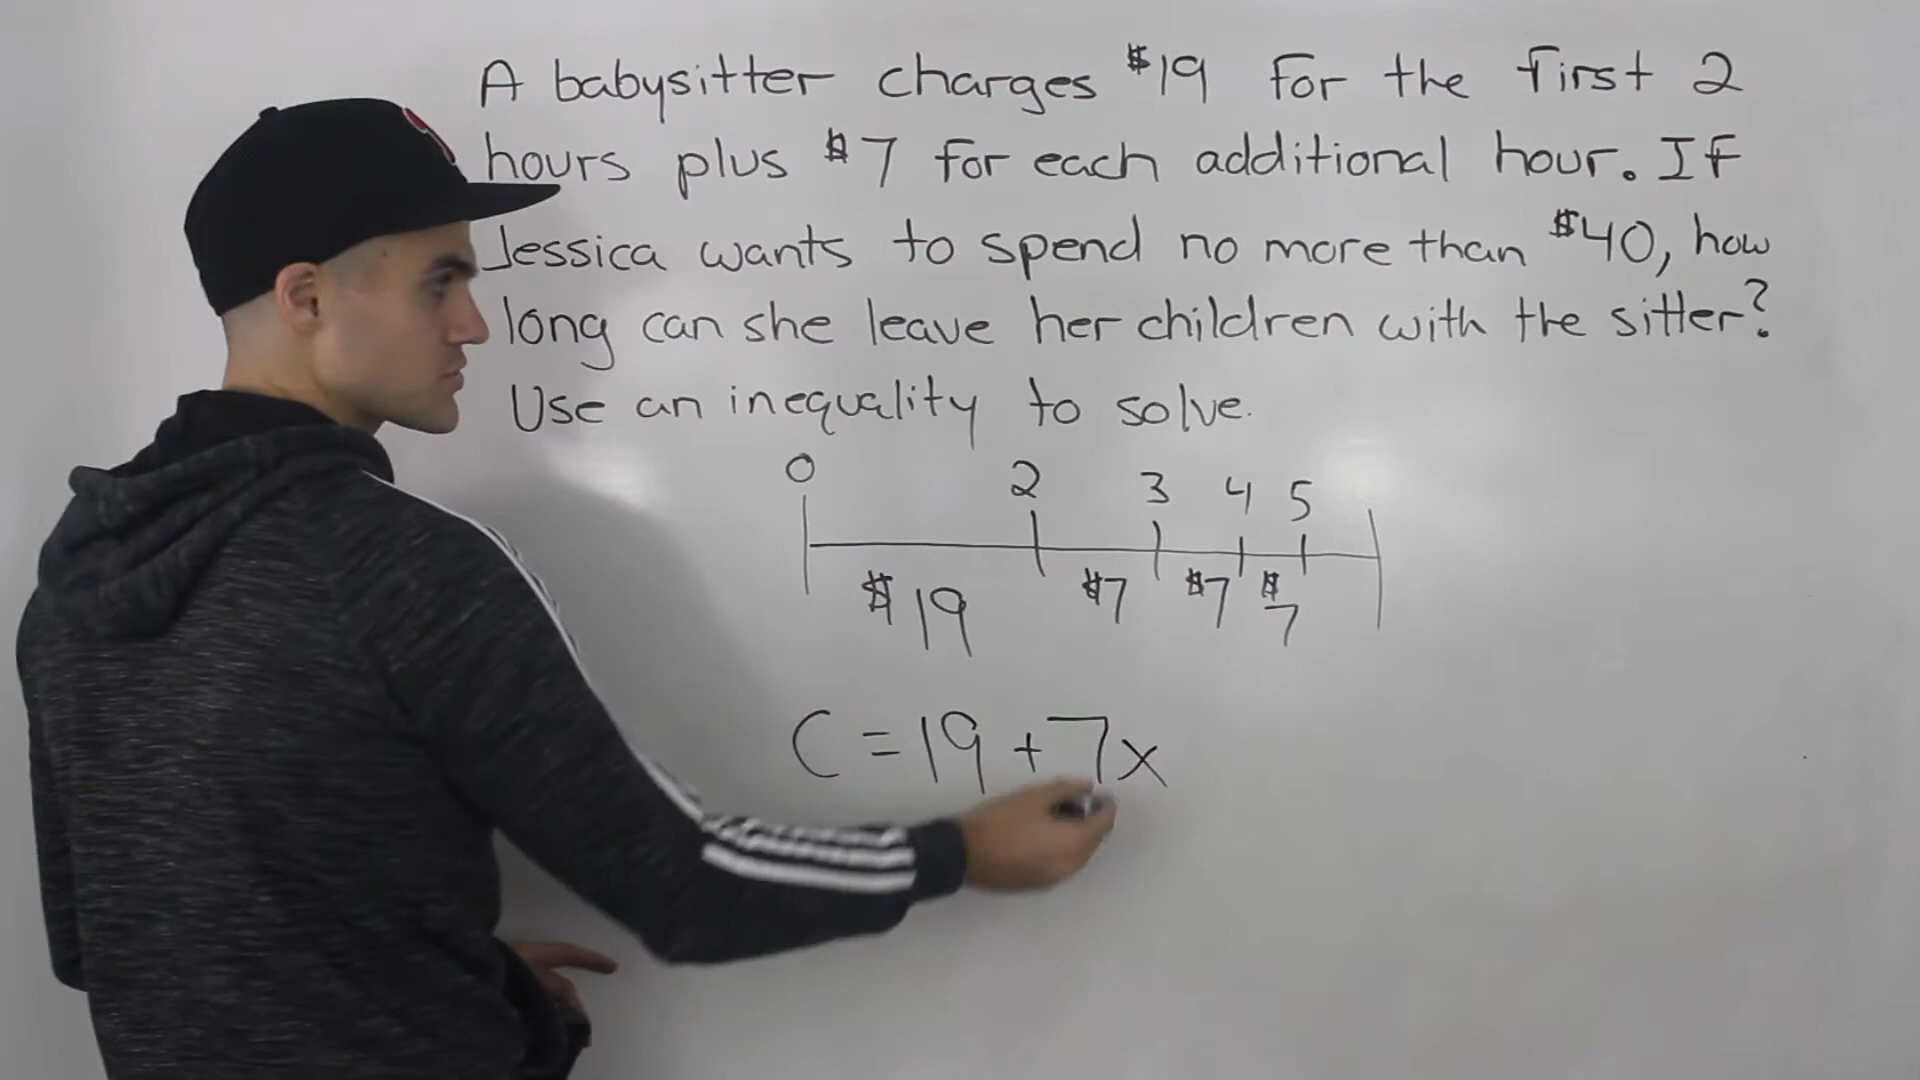 A babysitter charges $19 for the first 2
hours plus $7 for each additional hour. If
Jessica wants to spend no more than $40, how
long can she leave her children with the sitter?
Use an inequality to solve.
0 2 3 4 5
$19 $7 $7 $7
C = 19 + 7x